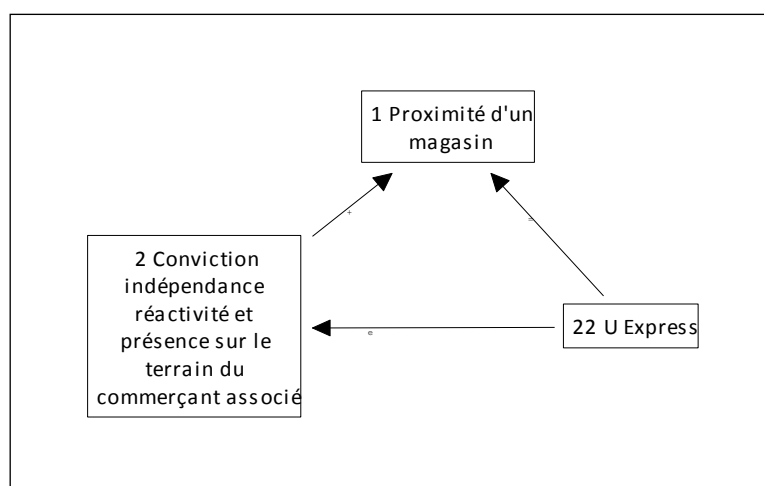 1 Proximité d'un
magasin
+
=
2 Conviction
indépendance
réactivité et
présence sur le
terrain du
commerçant associé
22 U Express
e